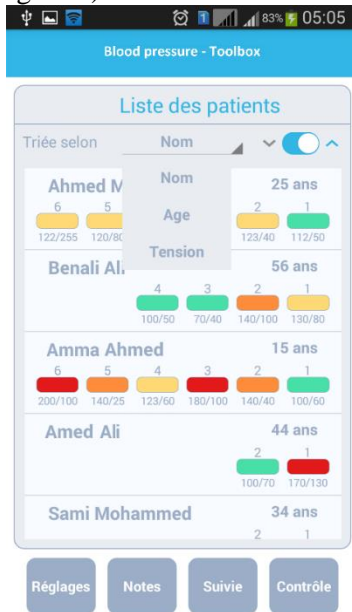 83% 05:05
Blood pressure - Toolbox
Liste des patients
Triée selon Nom
Nom
Age
Tension
Ahmed M 25 ans
6 5 2 1
122/255 120/80 123/40 112/50
Benali Al 56 ans
4 3 2 1
100/50 70/40 140/100 130/80
Amma Ahmed 15 ans
6 5 4 3 2 1
200/100 140/25 123/60 180/100 140/40 100/60
Amed Ali 44 ans
2 1
100/70 170/130
Sami Mohammed 34 ans
2 1
Réglages Notes Suivie Contrôle